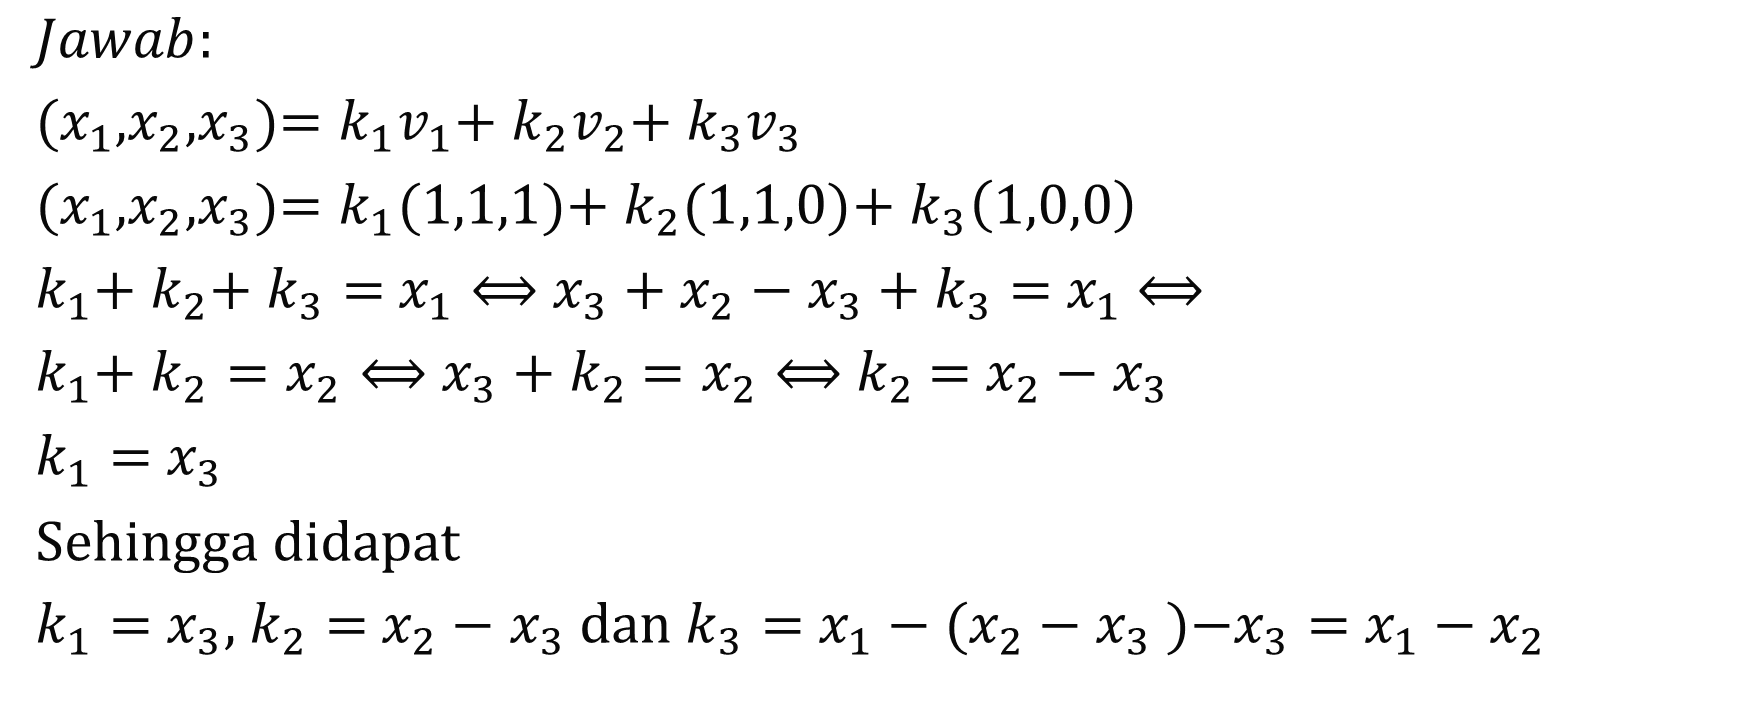 Jawab:
(x₁,x₂,x₃)= k₁v₁+ k₂v₂+ k₃v₃
(x₁,x₂,x₃)= k₁(1,1,1)+ k₂(1,1,0)+ k₃(1,0,0)
k₁+ k₂+ k₃ = x₁ ⟺ x₃ + x₂ − x₃ + k₃ = x₁ ⟺
k₁+ k₂ = x₂ ⟺ x₃ + k₂ = x₂ ⟺ k₂ = x₂ − x₃
k₁ = x₃
Sehingga didapat
k₁ = x₃, k₂ = x₂ − x₃ dan k₃ = x₁ − (x₂ − x₃ )−x₃ = x₁ − x₂